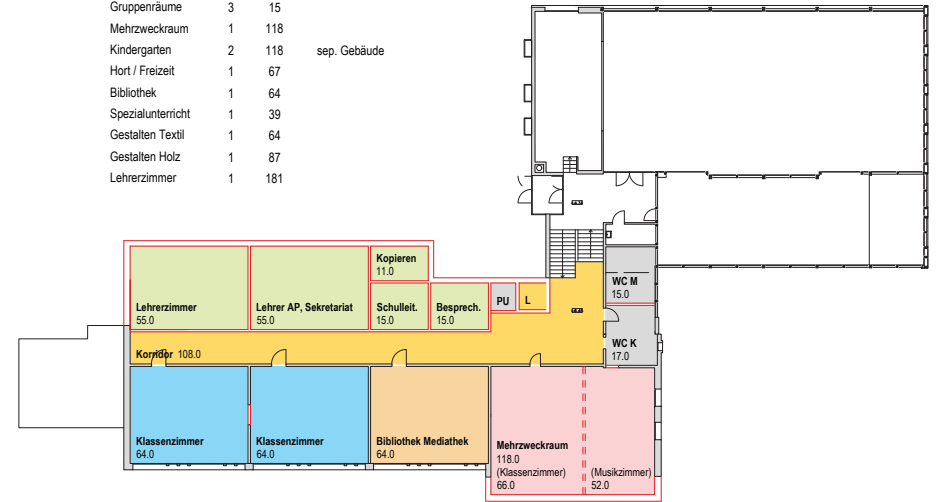 Gruppenräume 3 15
Mehrzweckraum 1 118
Kindergarten 2 118 sep. Gebäude
Hort / Freizeit 1 67
Bibliothek 1 64
Spezialunterricht 1 39
Gestalten Textil 1 64
Gestalten Holz 1 87
Lehrerzimmer 1 181
Kopieren
11.0
Lehrerzimmer
55.0
Lehrer AP, Sekretariat
55.0
Schulleit.
15.0
Besprech.
15.0
PU
L
WC M
15.0
WC K
17.0
Korridor 108.0
Klassenzimmer
64.0
Klassenzimmer
64.0
Bibliothek Mediathek
64.0
Mehrzweckraum
118.0
(Klassenzimmer)
66.0
(Musikzimmer)
52.0